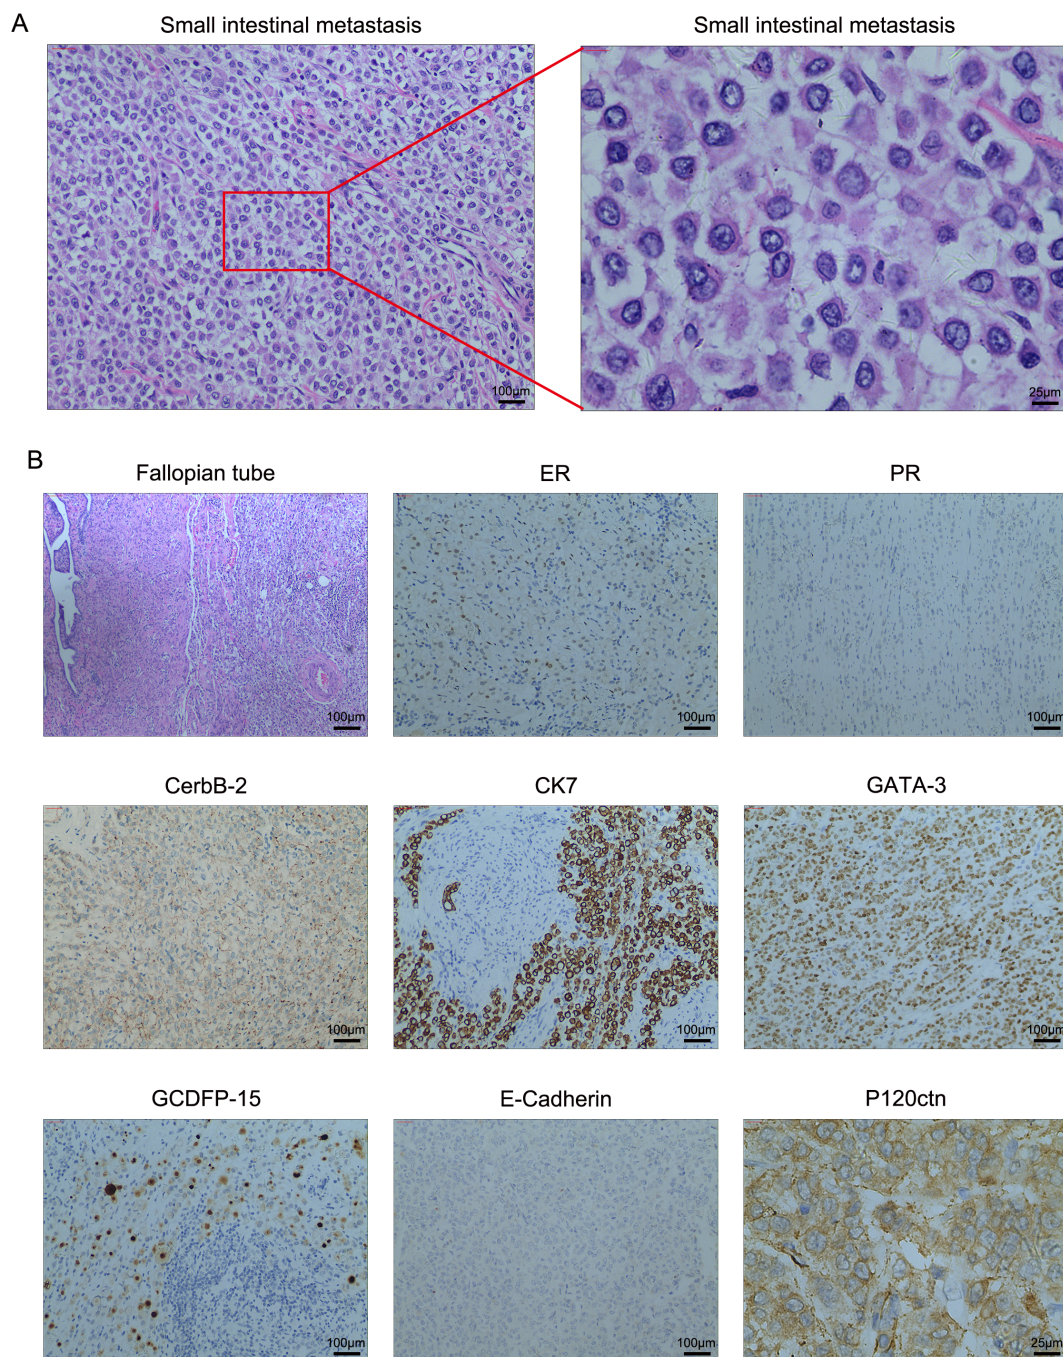 A
Small intestinal metastasis
Small intestinal metastasis
100μm
25μm
B
Fallopian tube
ER
PR
100μm
100μm
100μm
CerbB-2
CK7
GATA-3
100μm
100μm
100μm
GCDFP-15
E-Cadherin
P120ctn
100μm
100μm
25μm